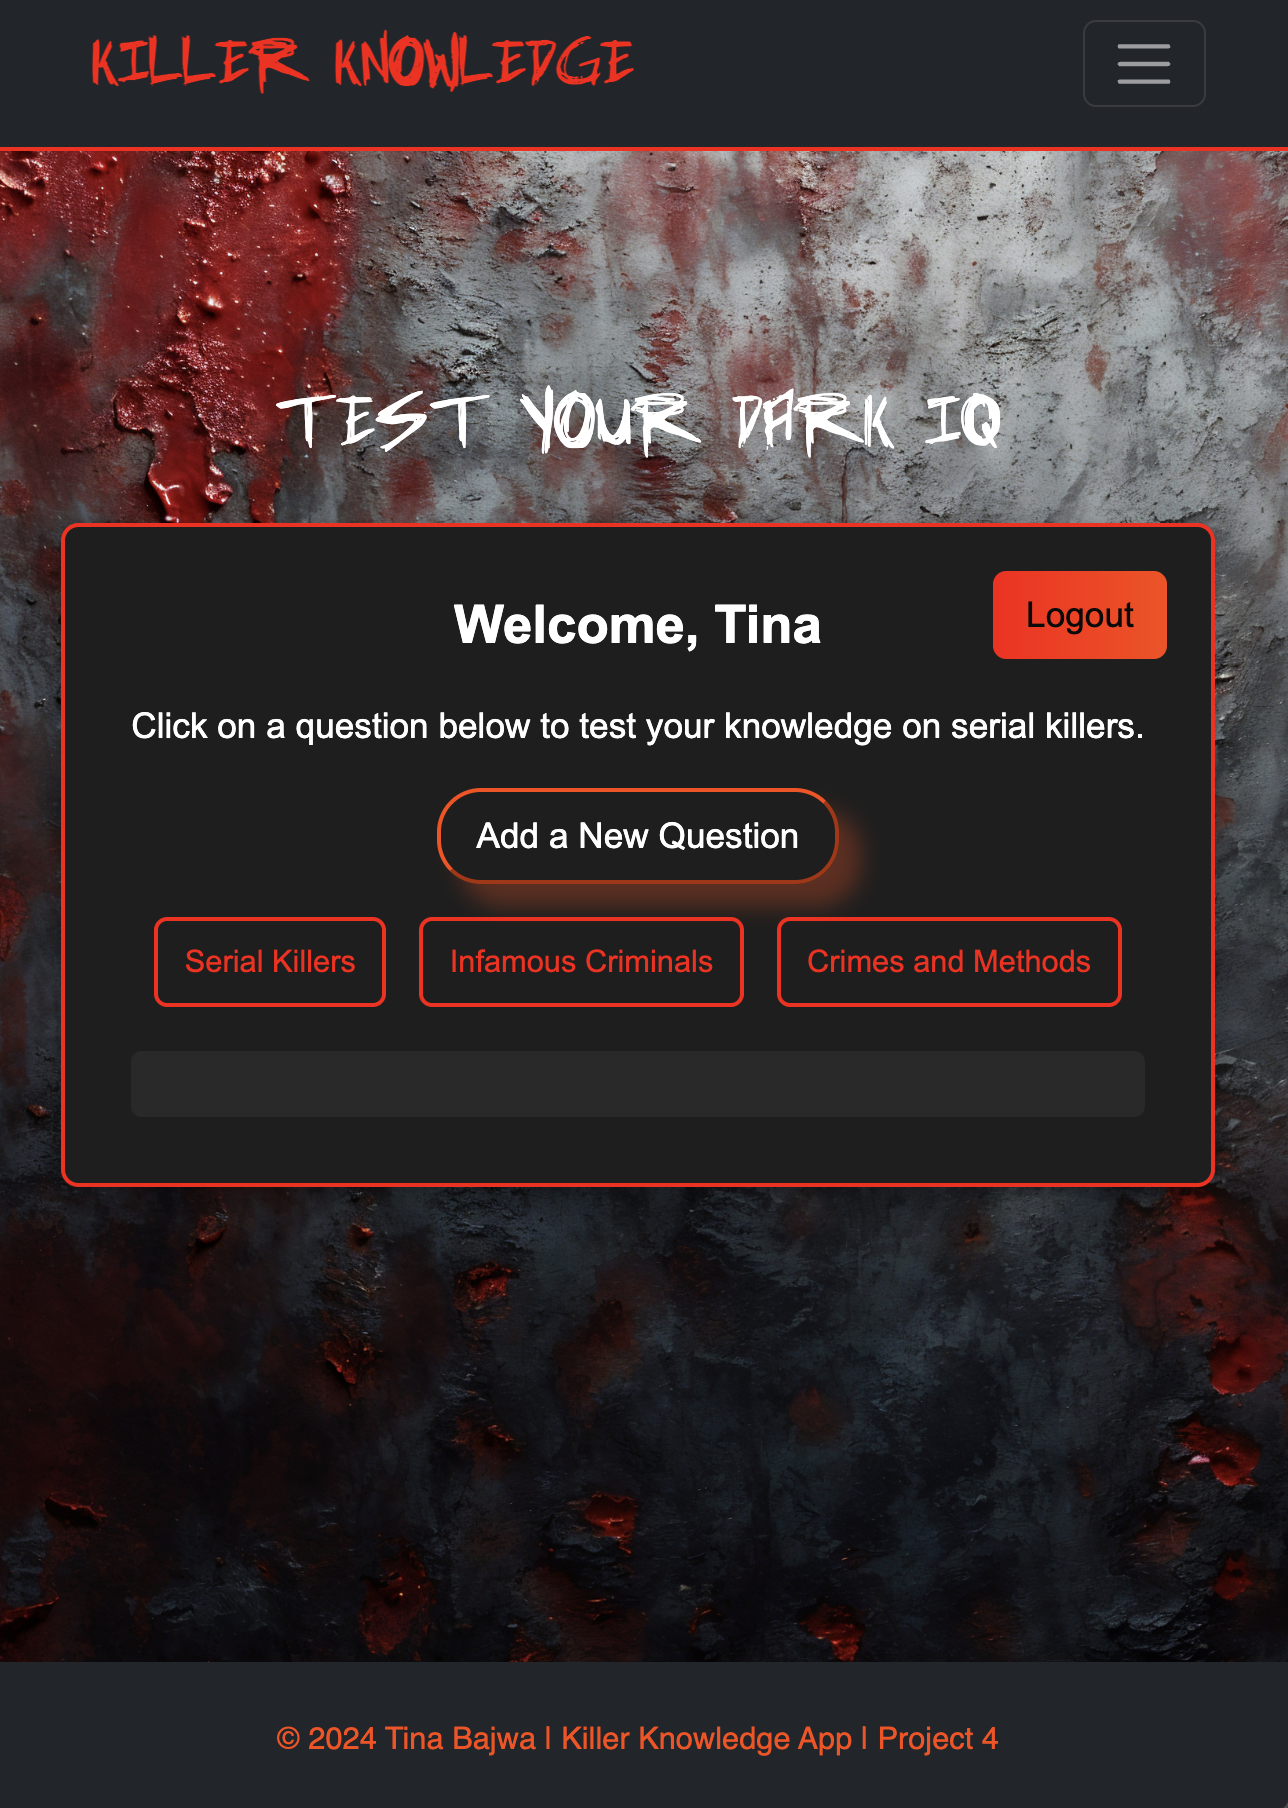 KILLER KNOWLEDGE
TEST YOUR DARK IQ
Welcome, Tina
Logout
Click on a question below to test your knowledge on serial killers.
Add a New Question
Serial Killers
Infamous Criminals
Crimes and Methods
© 2024 Tina Bajwa | Killer Knowledge App | Project 4